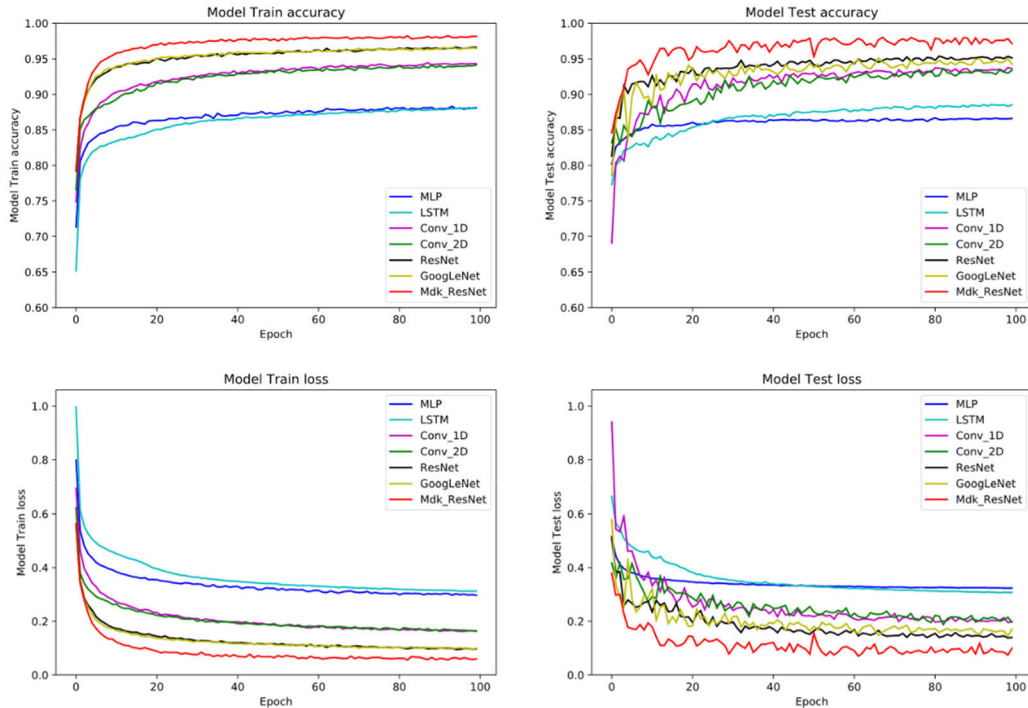 Model Train accuracy
1.00
0.95
0.90
0.85
0.80
0.75
0.70
0.65
0.60
Model Train accuracy
MLP
LSTM
Conv_1D
Conv_2D
ResNet
GoogLeNet
Mdk_ResNet
0 20 40 60 80 100
Epoch
Model Test accuracy
1.00
0.95
0.90
0.85
0.80
0.75
0.70
0.65
0.60
Model Test accuracy
MLP
LSTM
Conv_1D
Conv_2D
ResNet
GoogLeNet
Mdk_ResNet
0 20 40 60 80 100
Epoch
Model Train loss
1.0
0.8
0.6
0.4
0.2
0.0
Model Train loss
MLP
LSTM
Conv_1D
Conv_2D
ResNet
GoogLeNet
Mdk_ResNet
0 20 40 60 80 100
Epoch
Model Test loss
1.0
0.8
0.6
0.4
0.2
0.0
Model Test loss
MLP
LSTM
Conv_1D
Conv_2D
ResNet
GoogLeNet
Mdk_ResNet
0 20 40 60 80 100
Epoch